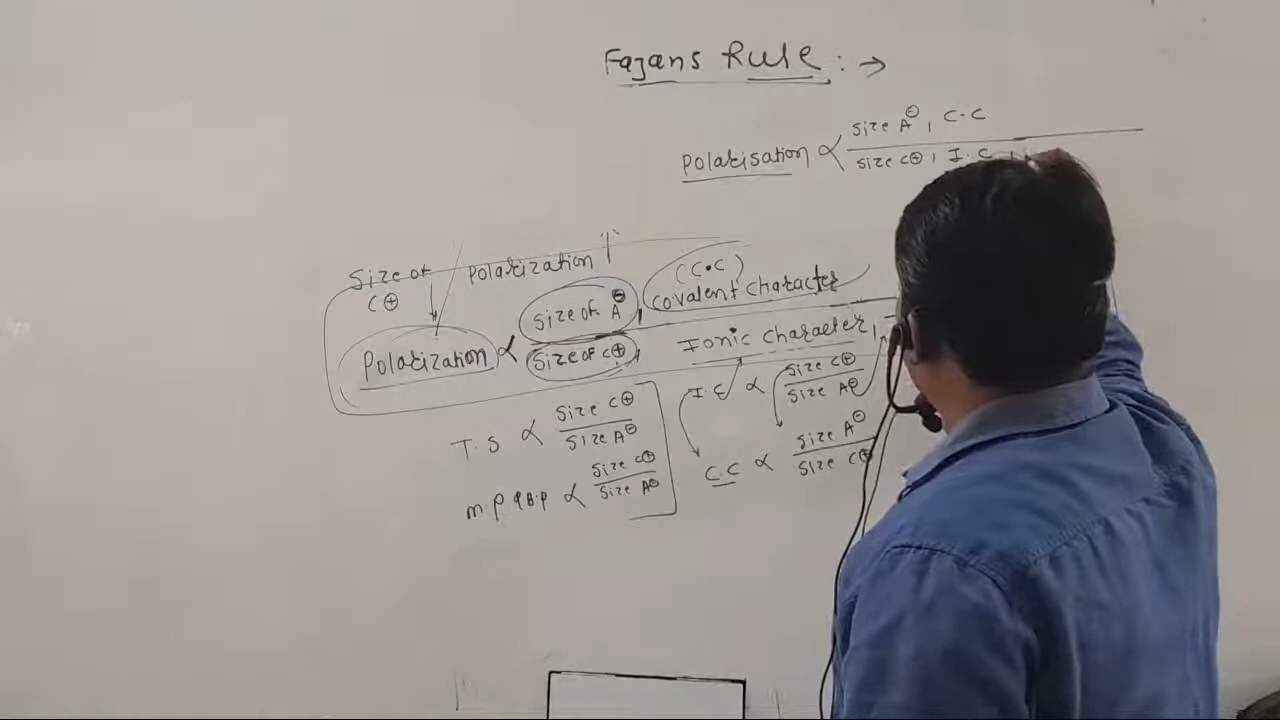 Fajans Rule : →
Polarisation ∝ Size A⊖, C-C / Size C⊕, I.C
Size of C⊕ ↓ Polarization ↑
Polarization ∝ Size of A⊖, (C.C) Covalent Character / Size of C⊕, Ionic Character,
T.S ∝ Size C⊕ / Size A⊖
m.p & B.p ∝ Size C⊕ / Size A⊖
I.C ∝ Size C⊕ / Size A⊖
C.C ∝ Size A⊖ / Size C⊕